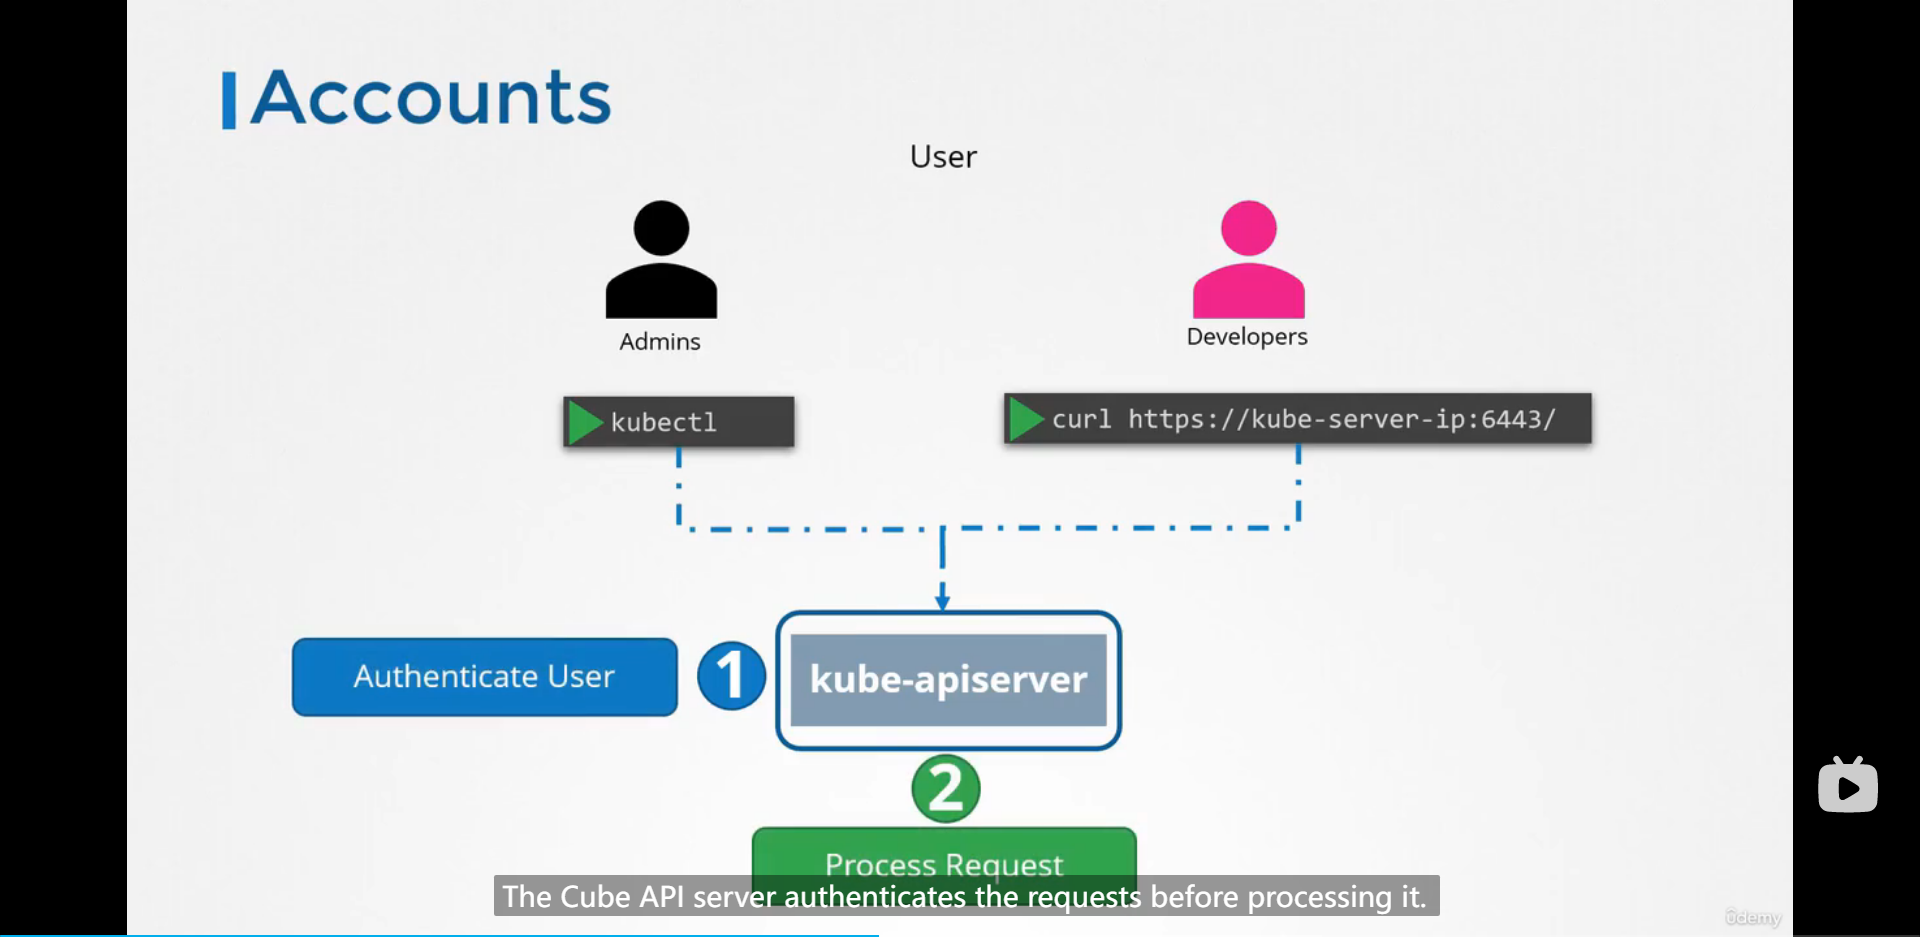 Accounts
User
Admins
Developers
kubectl
curl https://kube-server-ip:6443/
Authenticate User
1
kube-apiserver
2
Process Request
The Cube API server authenticates the requests before processing it.
ûdemy